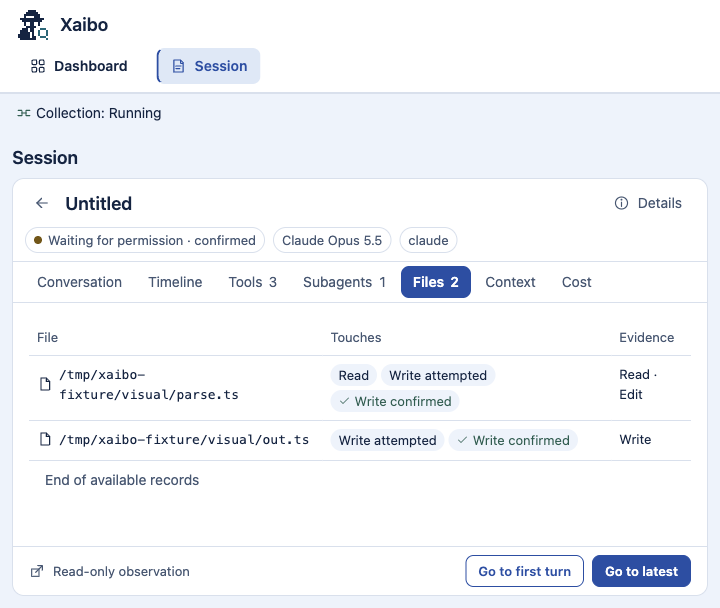 Xaibo
Dashboard
Session
Collection: Running
Session
Untitled
Details
Waiting for permission · confirmed
Claude Opus 5.5
claude
Conversation
Timeline
Tools 3
Subagents 1
Files 2
Context
Cost
File
Touches
Evidence
/tmp/xaibo-
fixture/visual/parse.ts
Read
Write attempted
Write confirmed
Read ·
Edit
/tmp/xaibo-fixture/visual/out.ts
Write attempted
Write confirmed
Write
End of available records
Read-only observation
Go to first turn
Go to latest